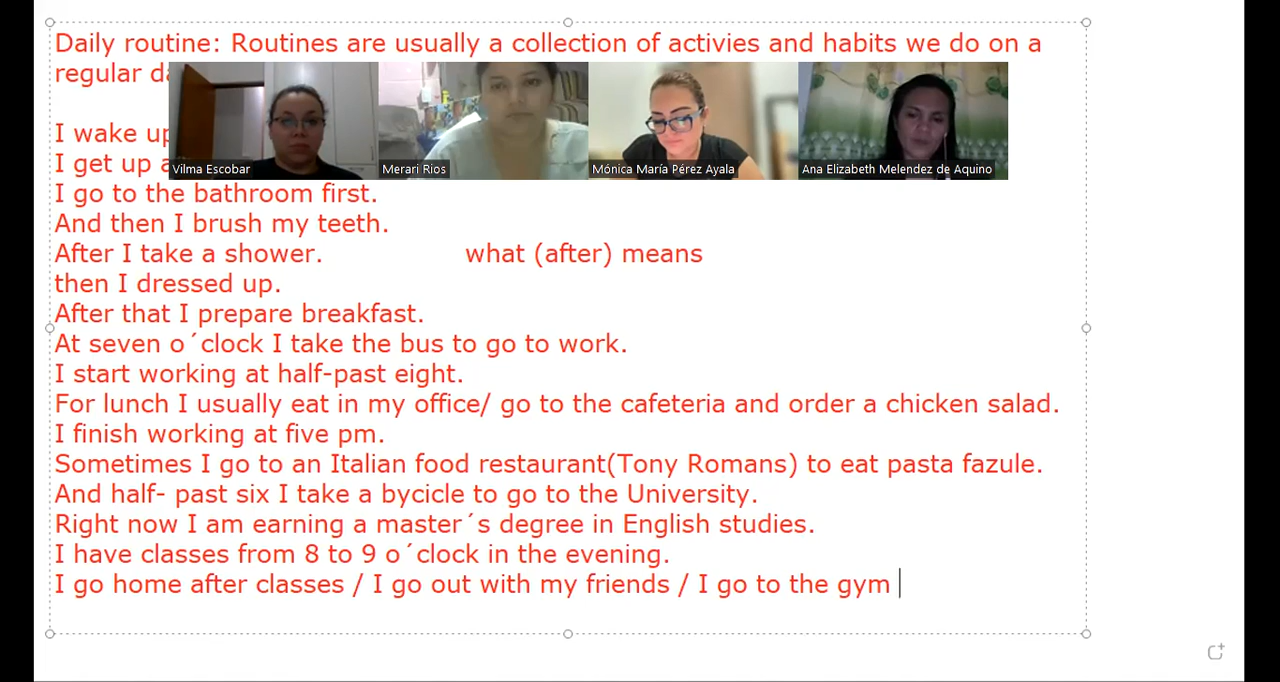 Daily routine: Routines are usually a collection of activies and habits we do on a
regular
I wake up
I get up
I go to the bathroom first.
And then I brush my teeth.
After I take a shower. what (after) means
then I dressed up.
After that I prepare breakfast.
At seven o´clock I take the bus to go to work.
I start working at half-past eight.
For lunch I usually eat in my office/ go to the cafeteria and order a chicken salad.
I finish working at five pm.
Sometimes I go to an Italian food restaurant(Tony Romans) to eat pasta fazule.
And half- past six I take a bycicle to go to the University.
Right now I am earning a master´s degree in English studies.
I have classes from 8 to 9 o´clock in the evening.
I go home after classes / I go out with my friends / I go to the gym
Vilma Escobar
Merari Rios
Mónica María Pérez Ayala
Ana Elizabeth Melendez de Aquino